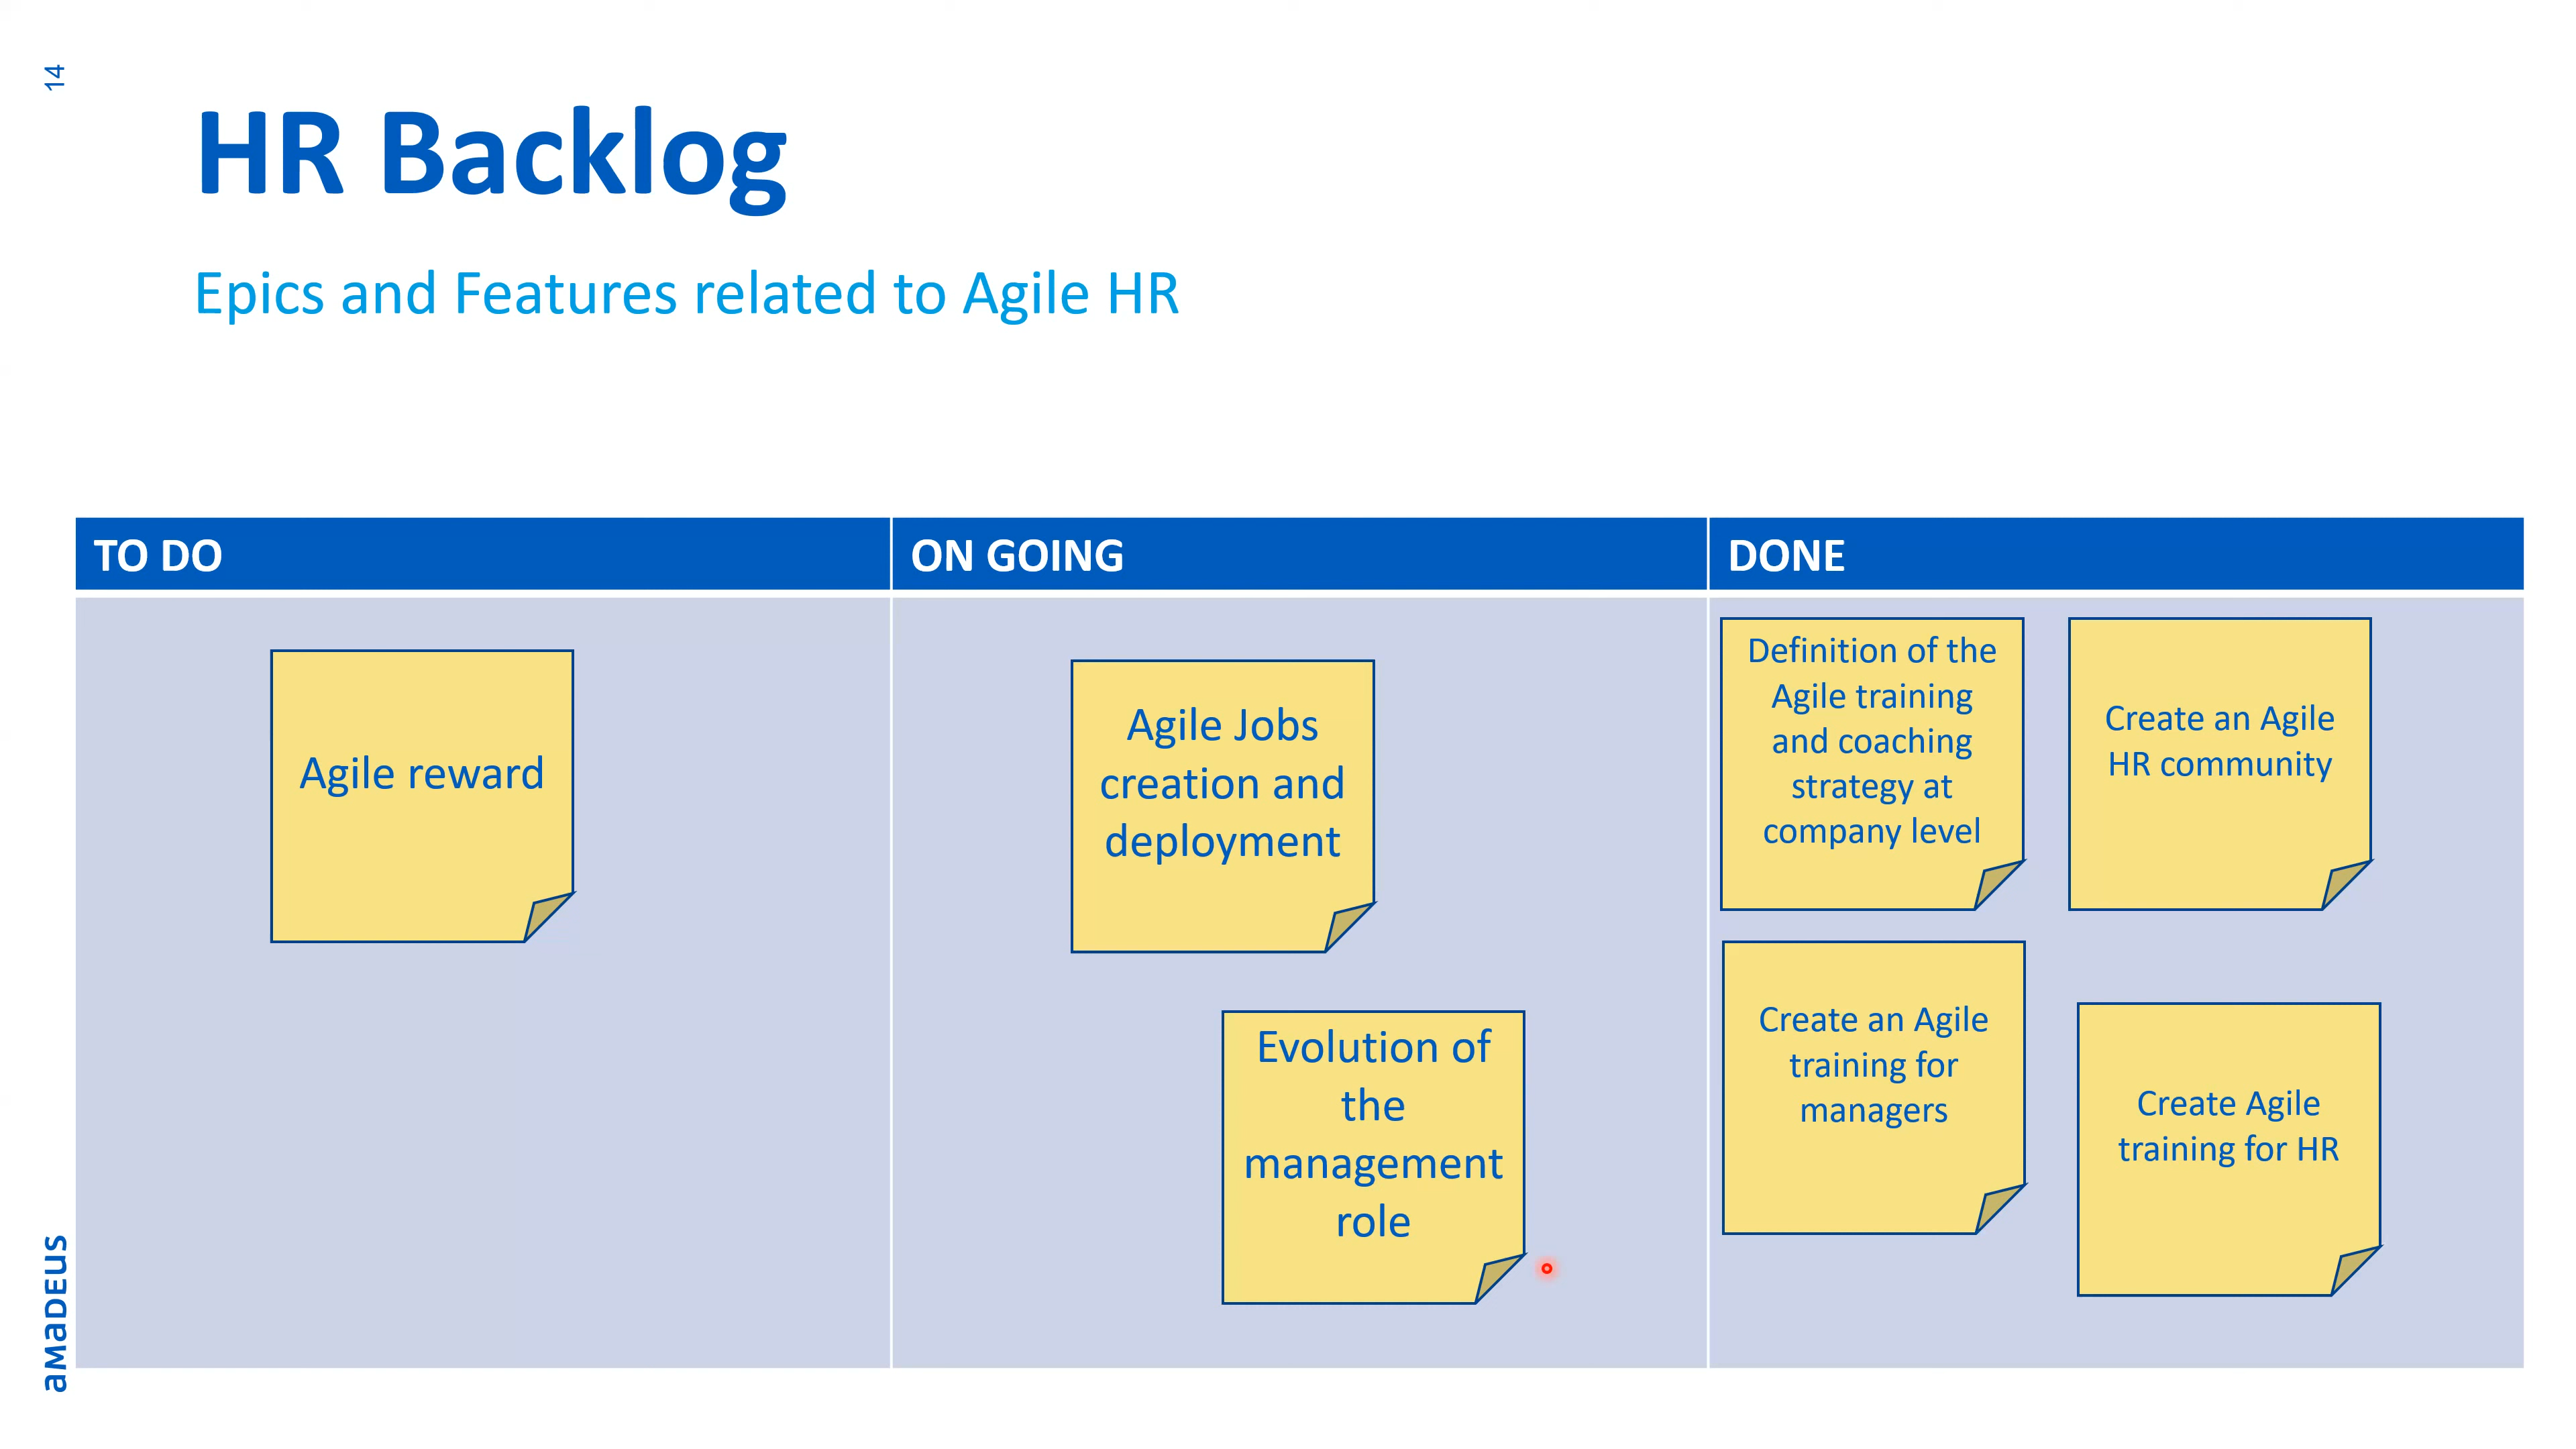 14
HR Backlog
Epics and Features related to Agile HR
TO DO
ON GOING
DONE
Agile reward
Agile Jobs
creation and
deployment
Evolution of
the
management
role
Definition of the
Agile training
and coaching
strategy at
company level
Create an Agile
HR community
Create an Agile
training for
managers
Create Agile
training for HR
aMaDEUS